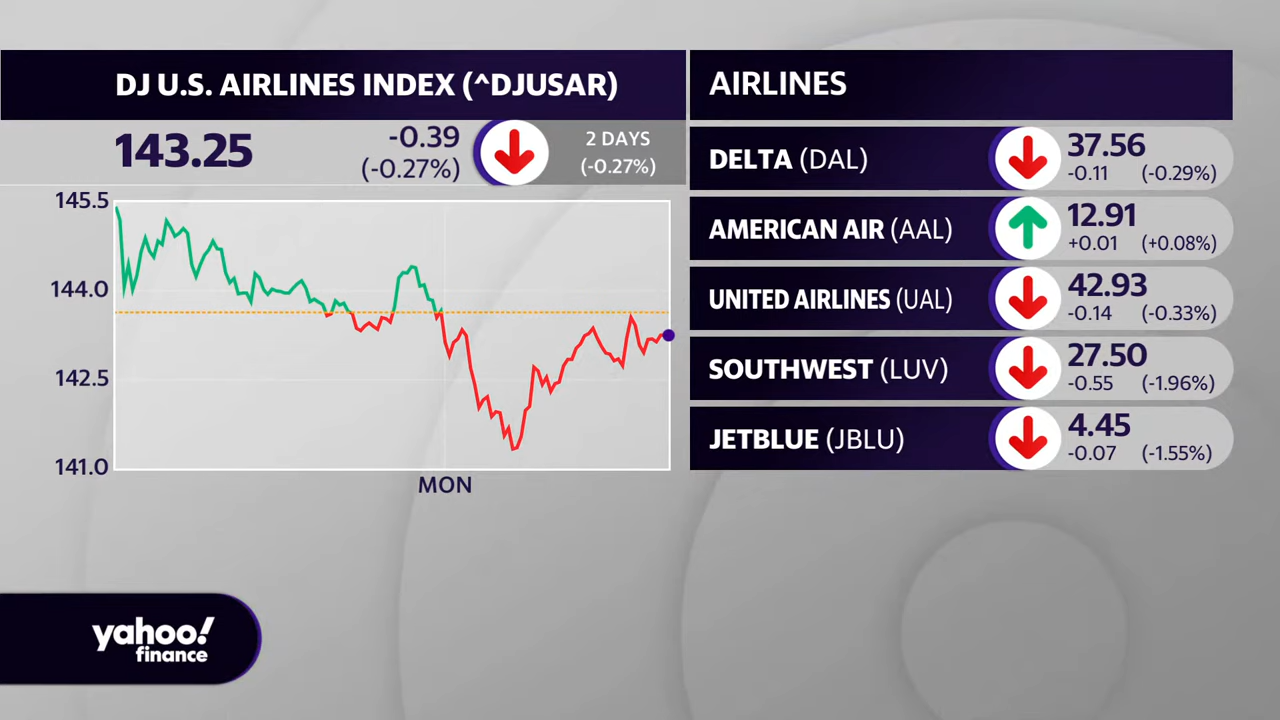 DJ U.S. AIRLINES INDEX (^DJUSAR)
143.25
-0.39
(-0.27%)
2 DAYS
(-0.27%)
145.5
144.0
142.5
141.0
MON
AIRLINES
DELTA (DAL)
37.56
-0.11 (-0.29%)
AMERICAN AIR (AAL)
12.91
+0.01 (+0.08%)
UNITED AIRLINES (UAL)
42.93
-0.14 (-0.33%)
SOUTHWEST (LUV)
27.50
-0.55 (-1.96%)
JETBLUE (JBLU)
4.45
-0.07 (-1.55%)
yahoo!
finance